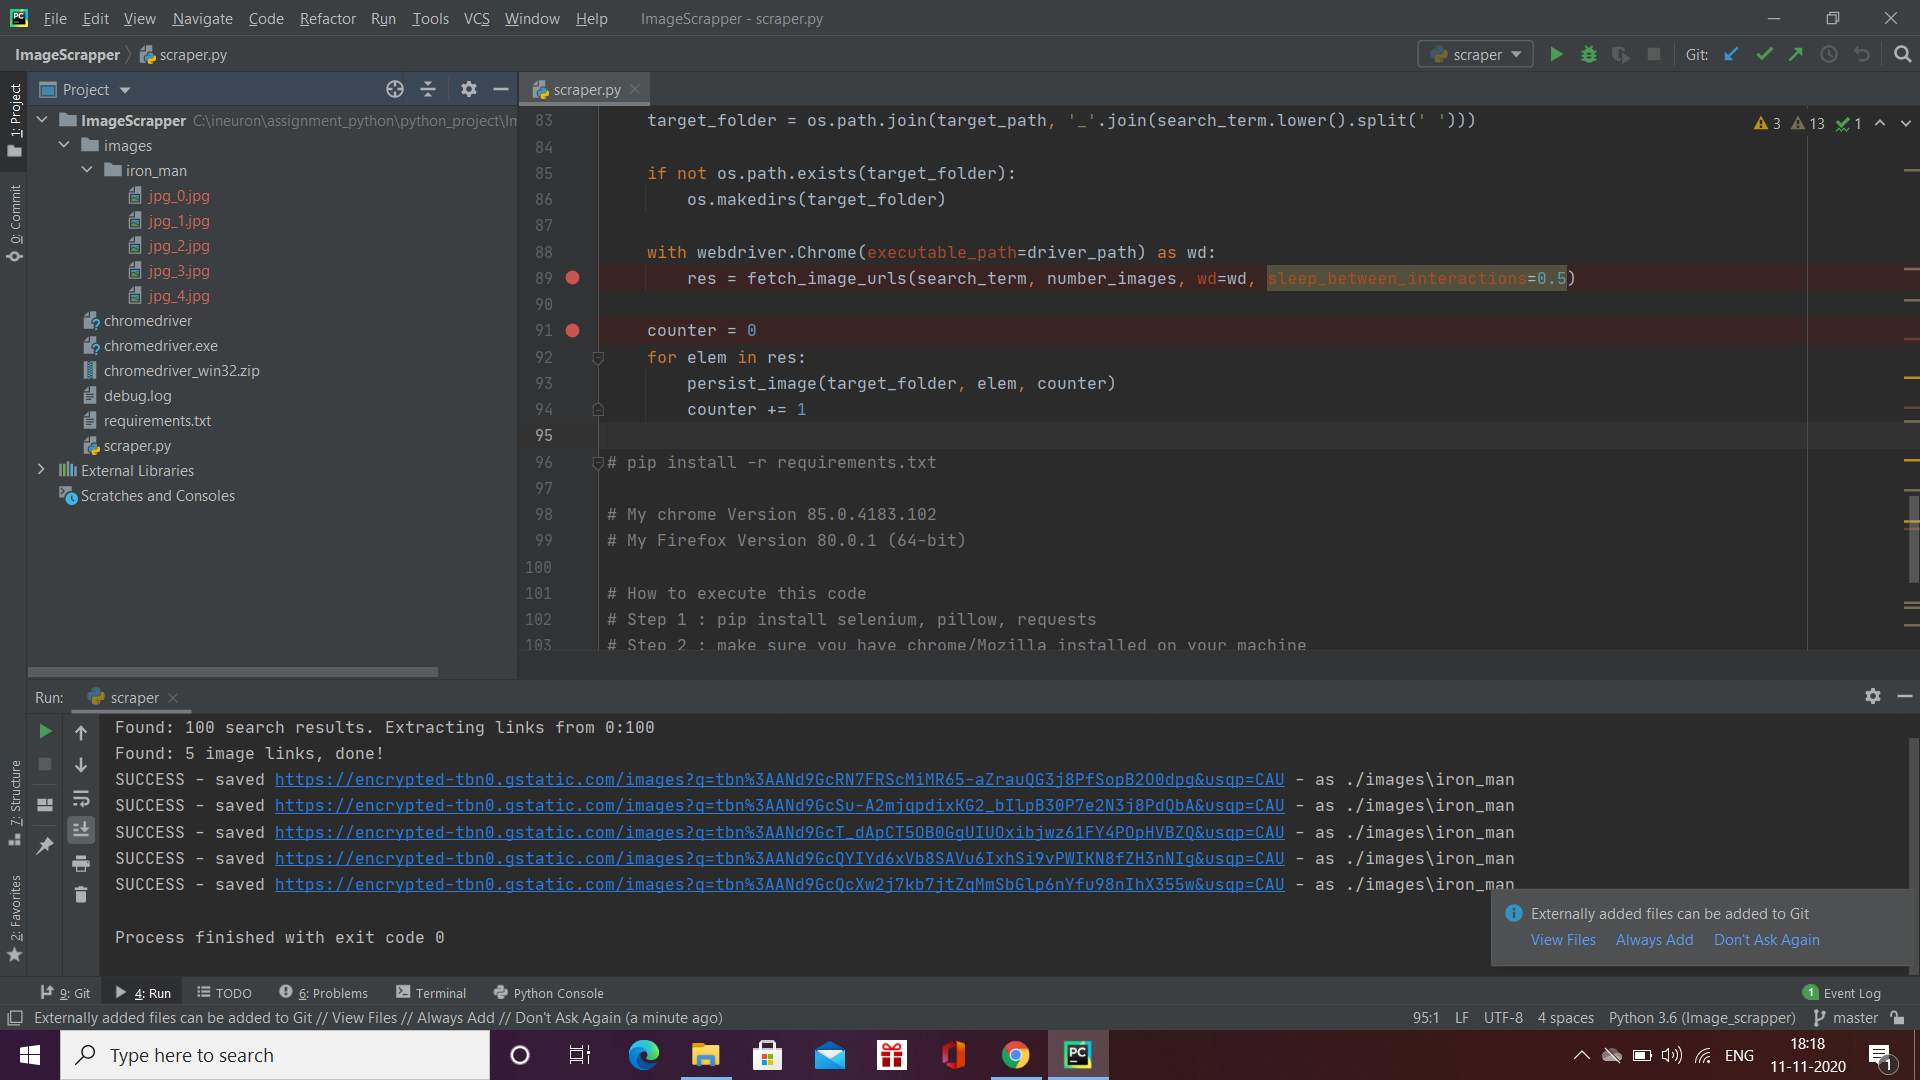 File Edit View Navigate Code Refactor Run Tools VCS Window Help ImageScrapper - scraper.py
ImageScrapper scraper.py scraper Git:
Project
scraper.py
1: Project
0: Commit
7: Structure
2: Favorites
ImageScrapper C:\ineuron\assignment_python\python_project\Im
images
iron_man
jpg_0.jpg
jpg_1.jpg
jpg_2.jpg
jpg_3.jpg
jpg_4.jpg
chromedriver
chromedriver.exe
chromedriver_win32.zip
debug.log
requirements.txt
scraper.py
External Libraries
Scratches and Consoles
3 13 1
83 target_folder = os.path.join(target_path, '_'.join(search_term.lower().split(' ')))
84
85 if not os.path.exists(target_folder):
86 os.makedirs(target_folder)
87
88 with webdriver.Chrome(executable_path=driver_path) as wd:
89 res = fetch_image_urls(search_term, number_images, wd=wd, sleep_between_interactions=0.5)
90
91 counter = 0
92 for elem in res:
93 persist_image(target_folder, elem, counter)
94 counter += 1
95
96 # pip install -r requirements.txt
97
98 # My chrome Version 85.0.4183.102
99 # My Firefox Version 80.0.1 (64-bit)
100
101 # How to execute this code
102 # Step 1 : pip install selenium, pillow, requests
103 # Step 2 : make sure you have chrome/Mozilla installed on your machine
Run: scraper
Found: 100 search results. Extracting links from 0:100
Found: 5 image links, done!
SUCCESS - saved https://encrypted-tbn0.gstatic.com/images?q=tbn%3AANd9GcRN7FRScMiMR65-aZrauQG3j8PfSopB2O0dpg&usqp=CAU - as ./images\iron_man
SUCCESS - saved https://encrypted-tbn0.gstatic.com/images?q=tbn%3AANd9GcSu-A2mjqpdixKG2_bIlpB30P7e2N3j8PdQbA&usqp=CAU - as ./images\iron_man
SUCCESS - saved https://encrypted-tbn0.gstatic.com/images?q=tbn%3AANd9GcT_dApCT5OB0GgUIUOxibjwz61FY4POpHVBZQ&usqp=CAU - as ./images\iron_man
SUCCESS - saved https://encrypted-tbn0.gstatic.com/images?q=tbn%3AANd9GcQYIYd6xVb8SAVu6IxhSi9vPWIKN8fZH3nNIg&usqp=CAU - as ./images\iron_man
SUCCESS - saved https://encrypted-tbn0.gstatic.com/images?q=tbn%3AANd9GcQcXw2j7kb7jtZqMmSbGlp6nYfu98nIhX355w&usqp=CAU - as ./images\iron_man
Process finished with exit code 0
Externally added files can be added to Git
View Files Always Add Don't Ask Again
9: Git 4: Run TODO 6: Problems Terminal Python Console 1 Event Log
Externally added files can be added to Git // View Files // Always Add // Don't Ask Again (a minute ago) 95:1 LF UTF-8 4 spaces Python 3.6 (Image_scrapper) master
Type here to search
PC
ENG
18:18
11-11-2020
1